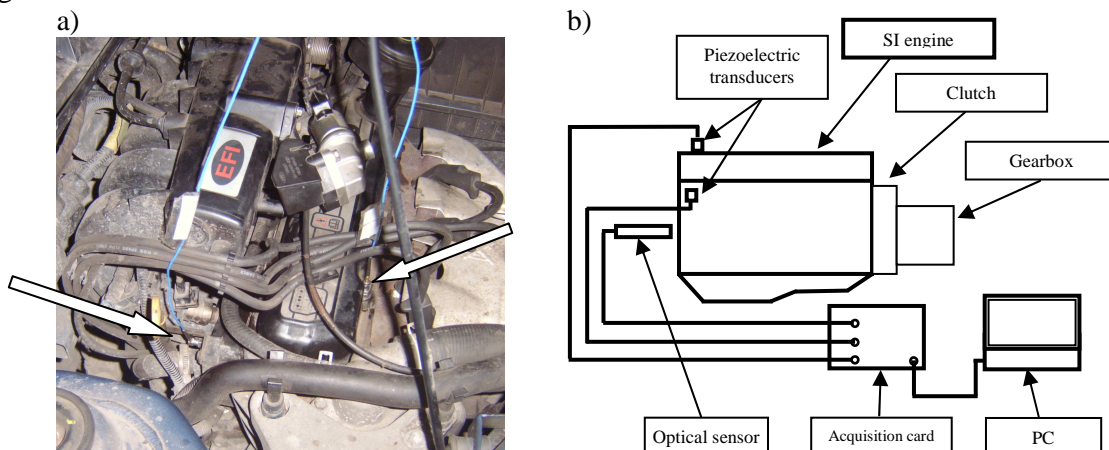 a)
EFI
b)
SI engine
Piezoelectric
transducers
Clutch
Gearbox
Optical sensor
Acquisition card
PC